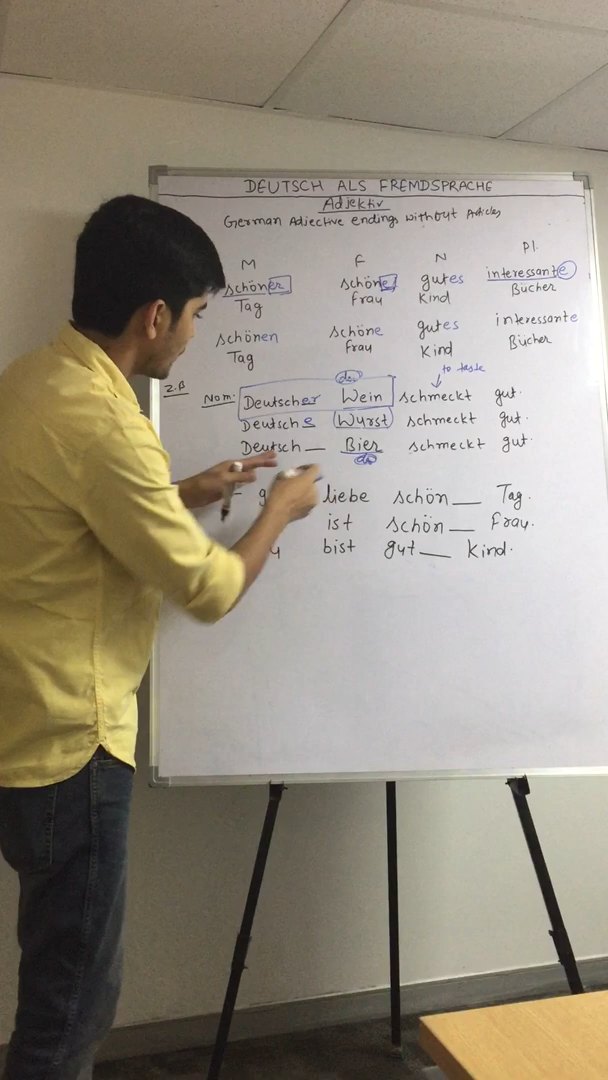 DEUTSCH ALS FREMDSPRACHE
Adjektiv
German Adjective endings without Articles
M F N Pl.
schöner schöne gutes interessante
Tag Frau Kind Bücher
schönen schöne gutes interessante
Tag Frau Kind Bücher
to taste
z.B Nom. Deutscher Wein schmeckt gut.
Deutsche Wurst schmeckt gut.
Deutsch__ Bier schmeckt gut.
liebe schön__ Tag.
ist schön__ Frau.
bist gut__ Kind.